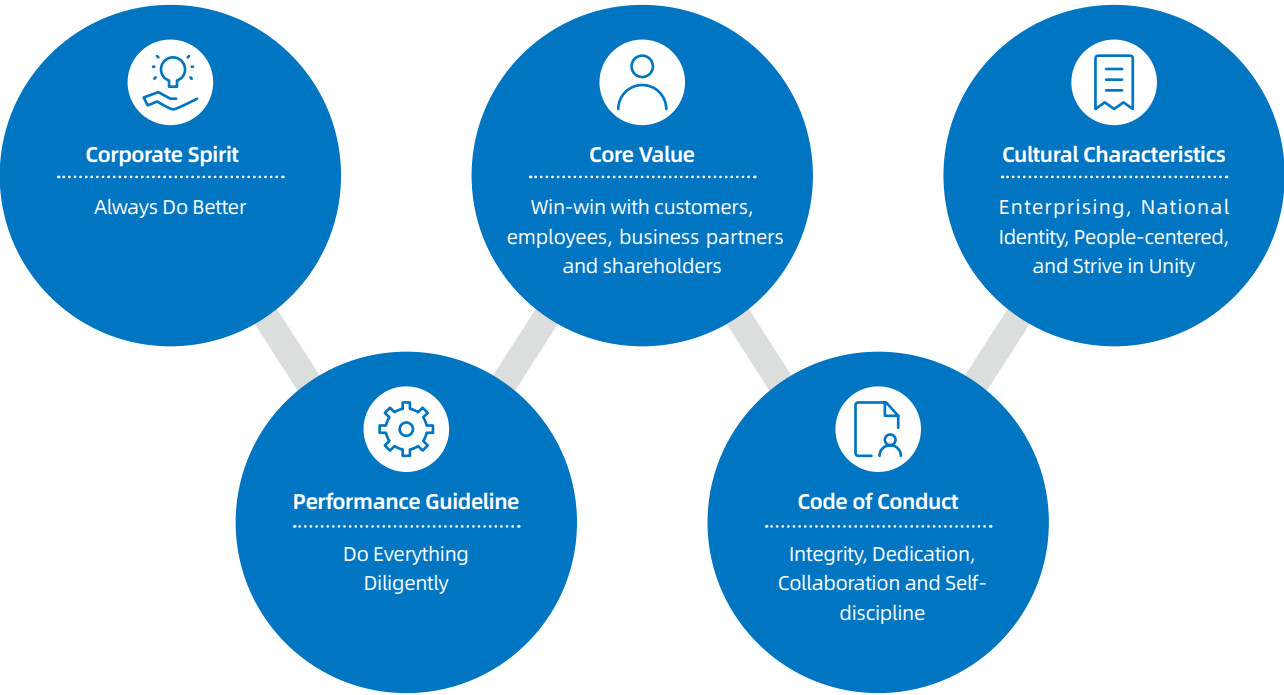 Corporate Spirit
Always Do Better
Core Value
Win-win with customers,
employees, business partners
and shareholders
Cultural Characteristics
Enterprising, National
Identity, People-centered,
and Strive in Unity
Performance Guideline
Do Everything
Diligently
Code of Conduct
Integrity, Dedication,
Collaboration and Self-
discipline